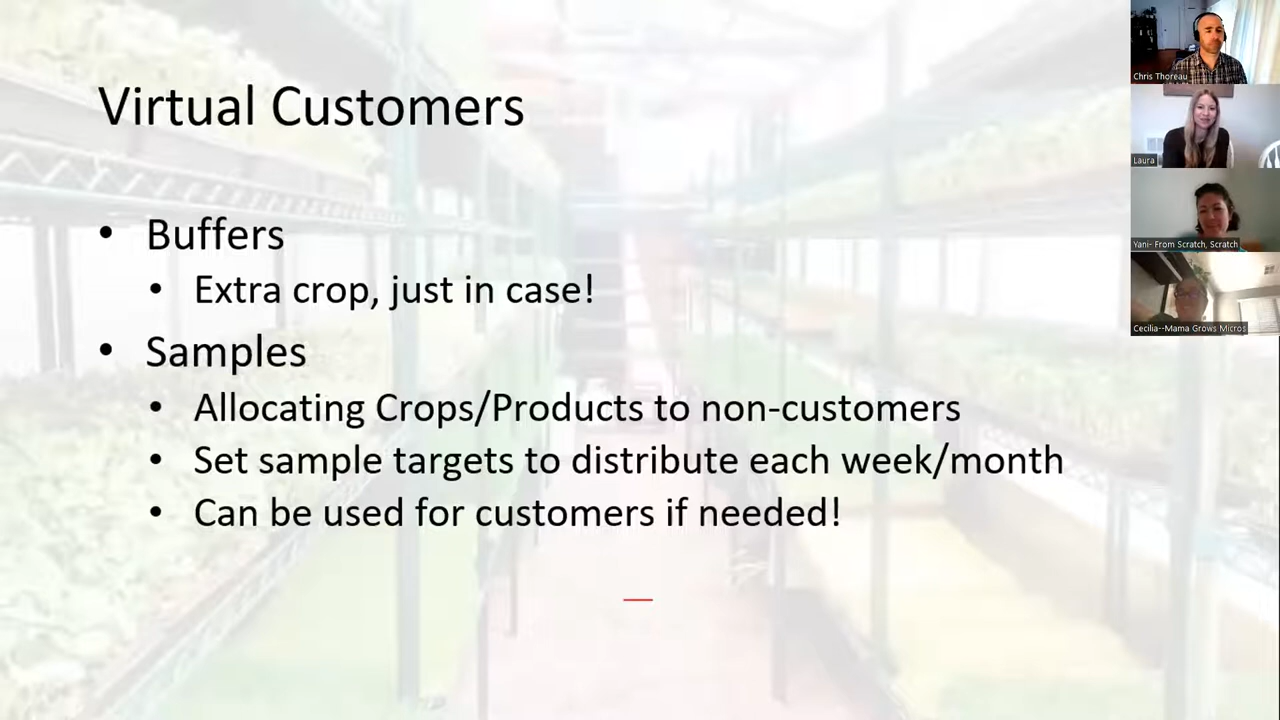 Virtual Customers
• Buffers
• Extra crop, just in case!
• Samples
• Allocating Crops/Products to non-customers
• Set sample targets to distribute each week/month
• Can be used for customers if needed!
Chris Thoreau
Laura
Yani- From Scratch, Scratch
Cecilia--Mama Grows Micros